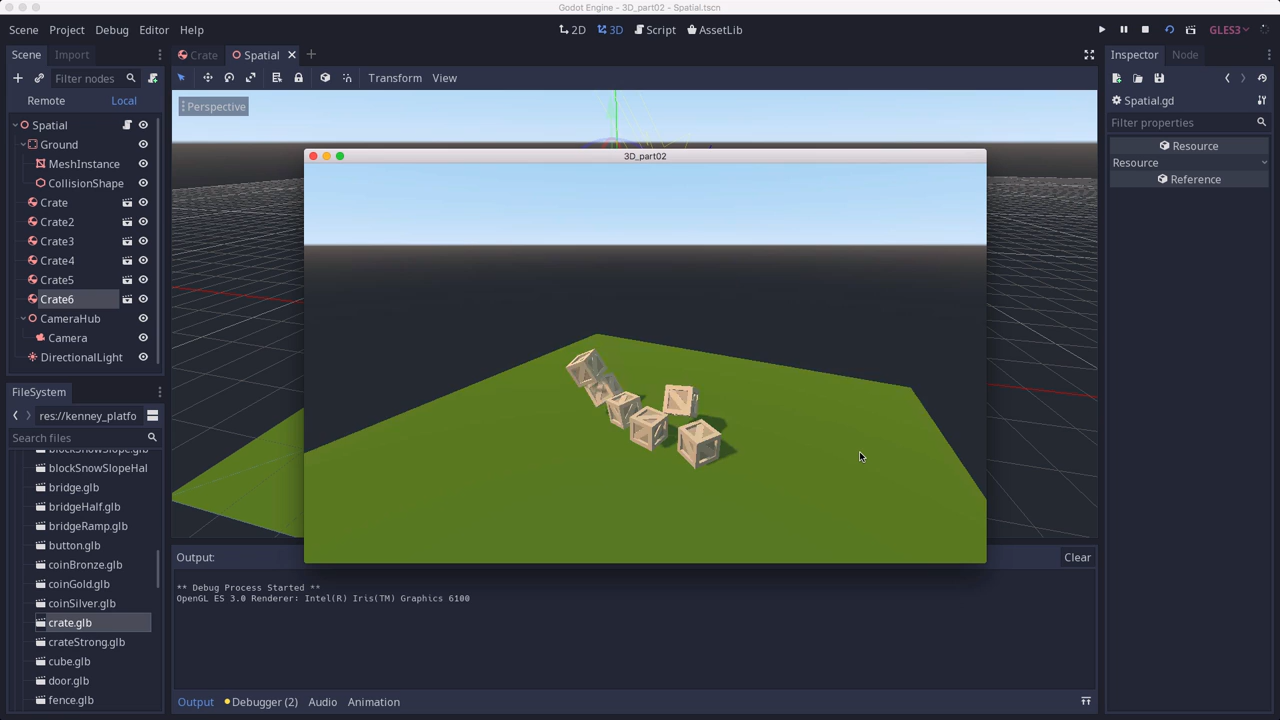 Godot Engine - 3D_part02 - Spatial.tscn
Scene Project Debug Editor Help
2D 3D Script AssetLib
GLES3
Scene Import
Crate Spatial
Inspector Node
Filter nodes
Transform View
Remote Local
Perspective
Spatial.gd
Filter properties
Resource
Resource
Reference
Spatial
Ground
MeshInstance
CollisionShape
Crate
Crate2
Crate3
Crate4
Crate5
Crate6
CameraHub
Camera
DirectionalLight
3D_part02
FileSystem
res://kenney_platfo
Search files
blockSnowSlope.glb
blockSnowSlopeHal
bridge.glb
bridgeHalf.glb
bridgeRamp.glb
button.glb
coinBronze.glb
coinGold.glb
coinSilver.glb
crate.glb
crateStrong.glb
cube.glb
door.glb
fence.glb
Output:
Clear
** Debug Process Started **
OpenGL ES 3.0 Renderer: Intel(R) Iris(TM) Graphics 6100
Output Debugger (2) Audio Animation